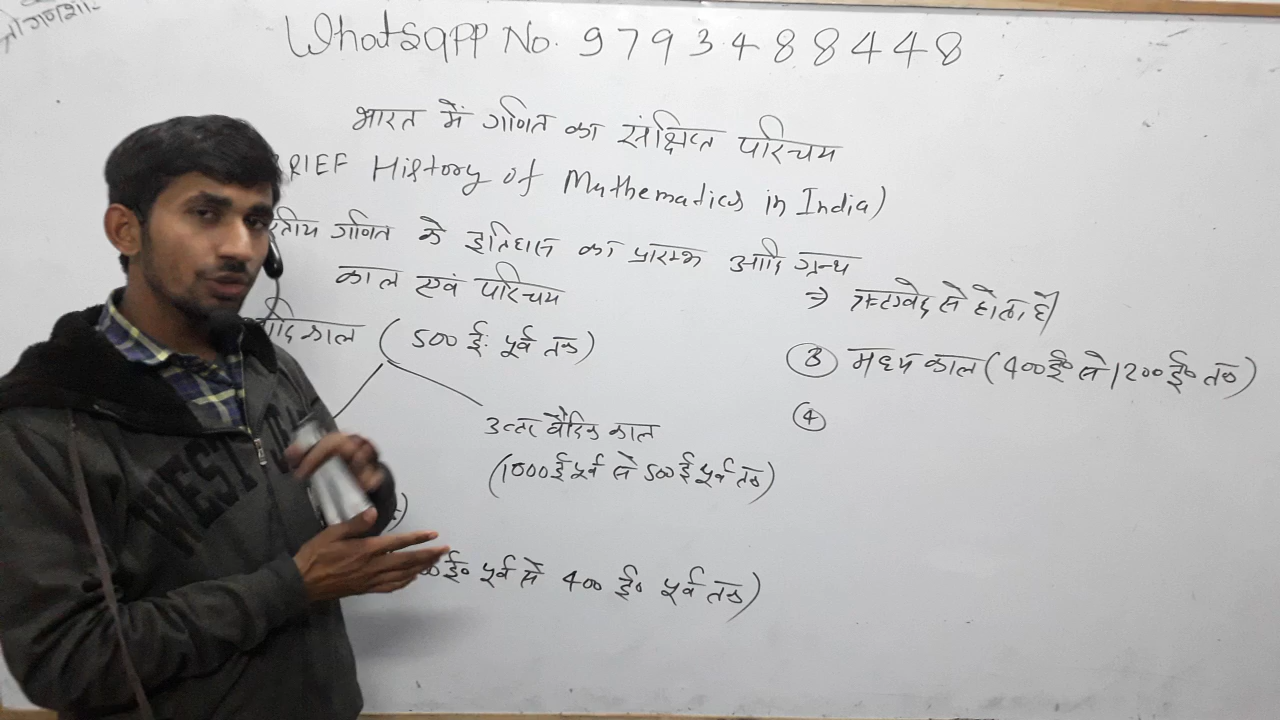 Whatsapp No. 9793488448
भारत में गणित का संक्षिप्त परिचय
RIEF History of Mathematics in India)
तीय गणित के इतिहास का प्रारम्भ आदि ग्रन्थ
⇒ ऋग्वेद से होता है
काल एवं परिचय
दि काल (500 ई. पूर्व तक)
उत्तर वैदिक काल
(1000 ई पूर्व से 500 ई पूर्व तक)
0 ई० पूर्व से 400 ई० पूर्व तक)
③ मध्य काल (400 ई० से 1200 ई० तक)
④
WEST